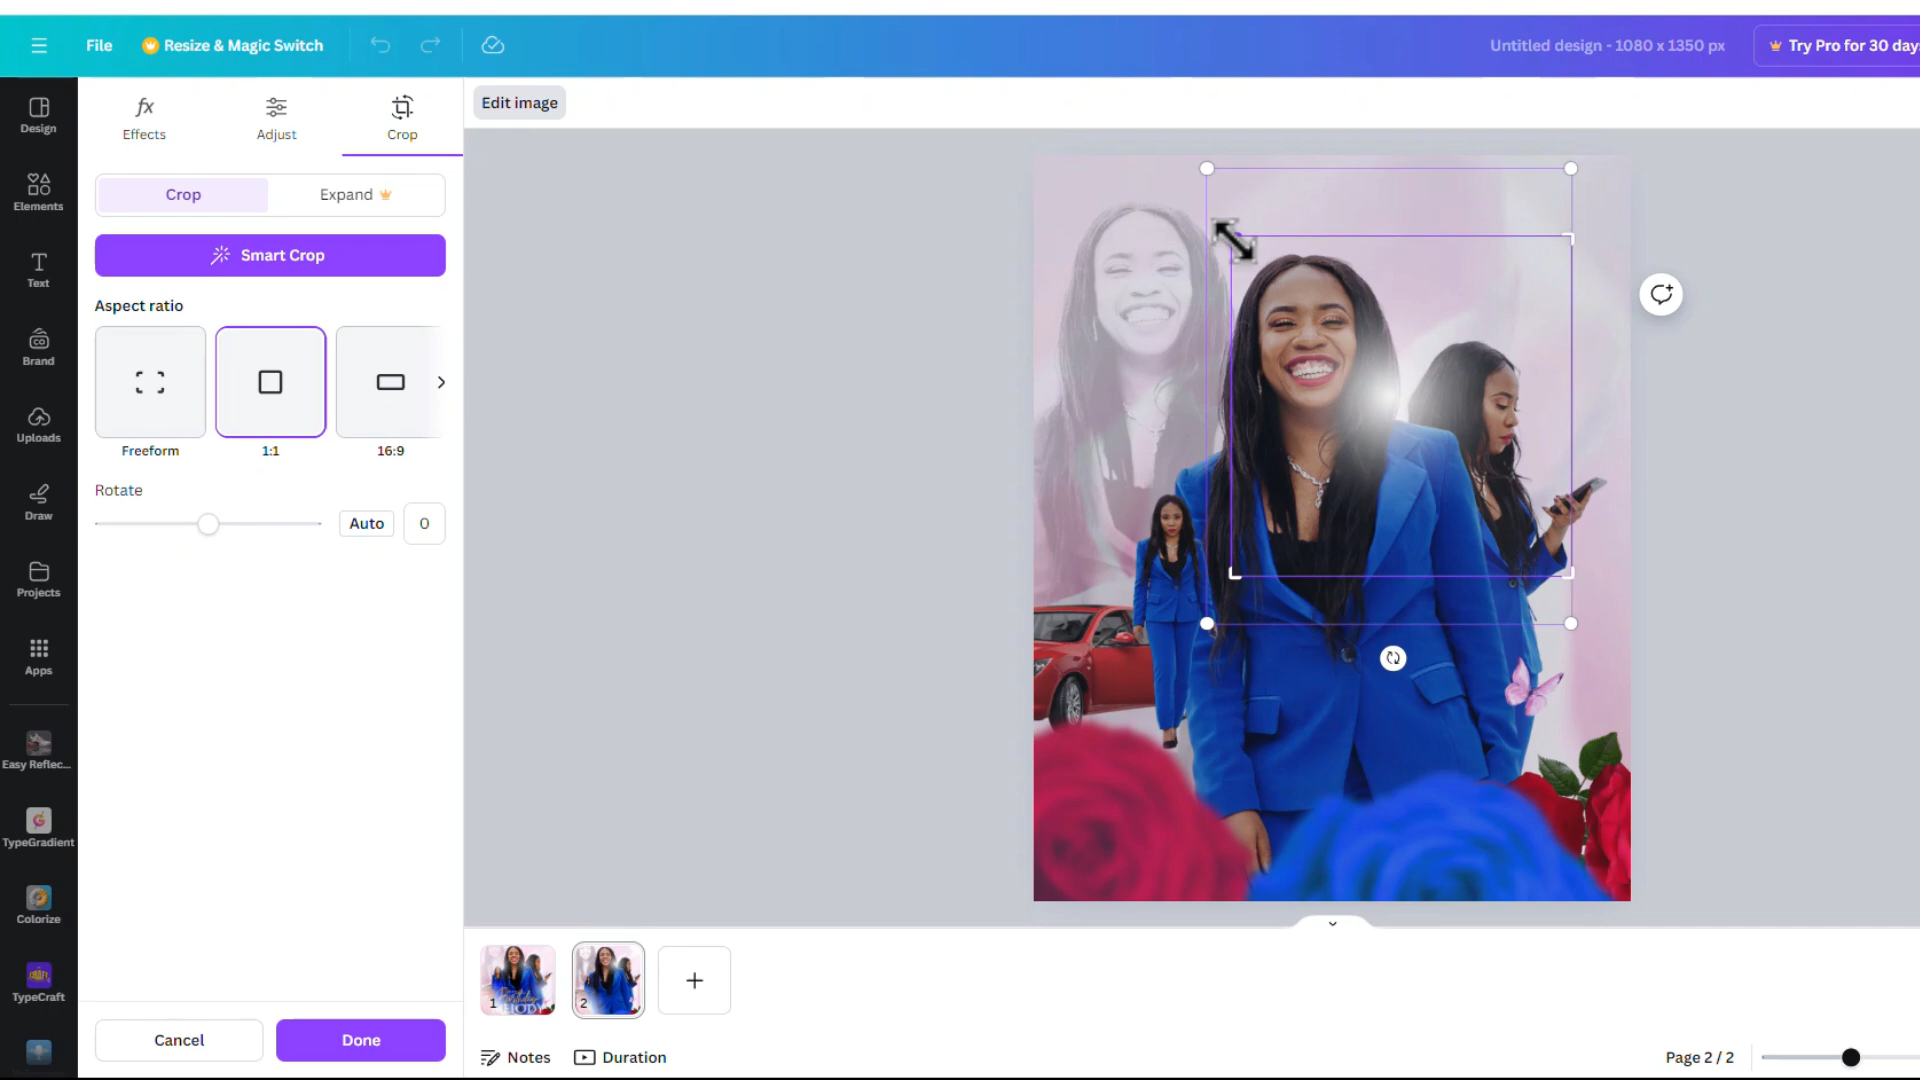 File
Resize & Magic Switch
Untitled design - 1080 x 1350 px
Try Pro for 30 day
Design
Elements
Text
Brand
Uploads
Draw
Projects
Apps
Easy Reflec...
TypeGradient
Colorize
TypeCraft
Effects
Adjust
Crop
Edit image
Crop
Expand
Smart Crop
Aspect ratio
Freeform
1:1
16:9
Rotate
Auto
0
Cancel
Done
1
Birthday
2
Notes
Duration
Page 2 / 2